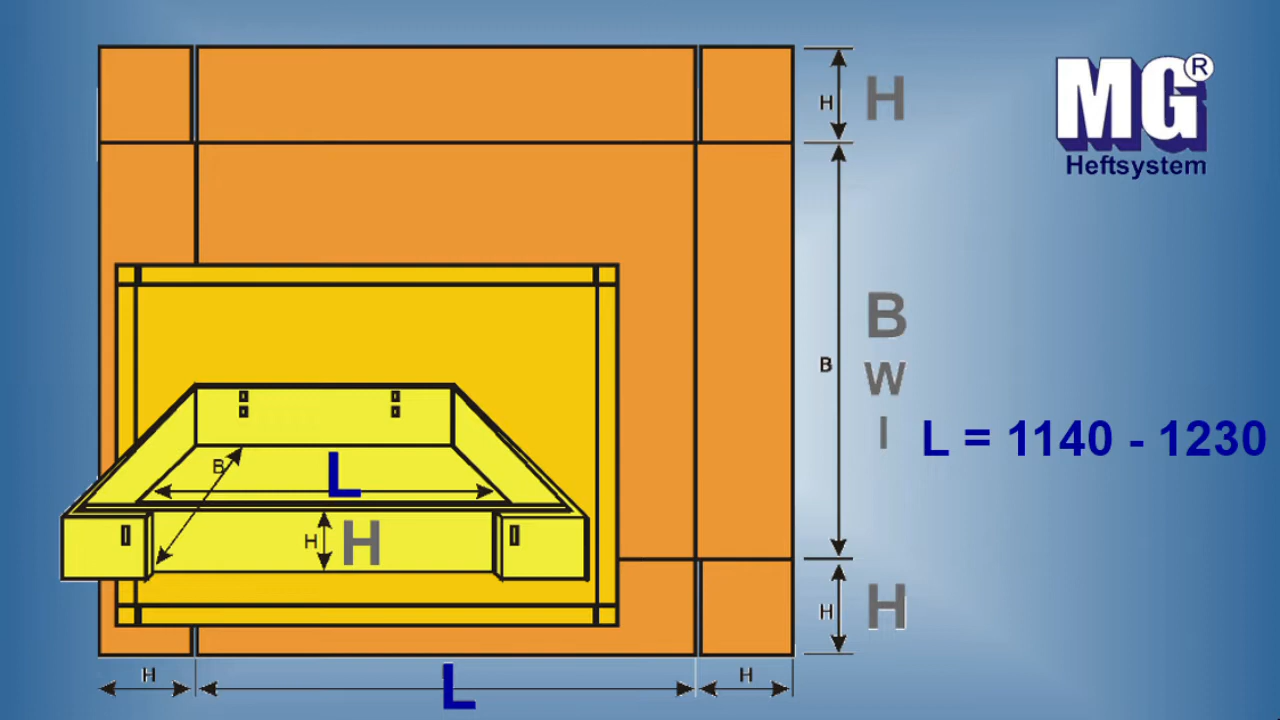 MG®
Heftsystem
H H
B
B
W
I
L = 1140 - 1230
B
L
H H
H H
H L H